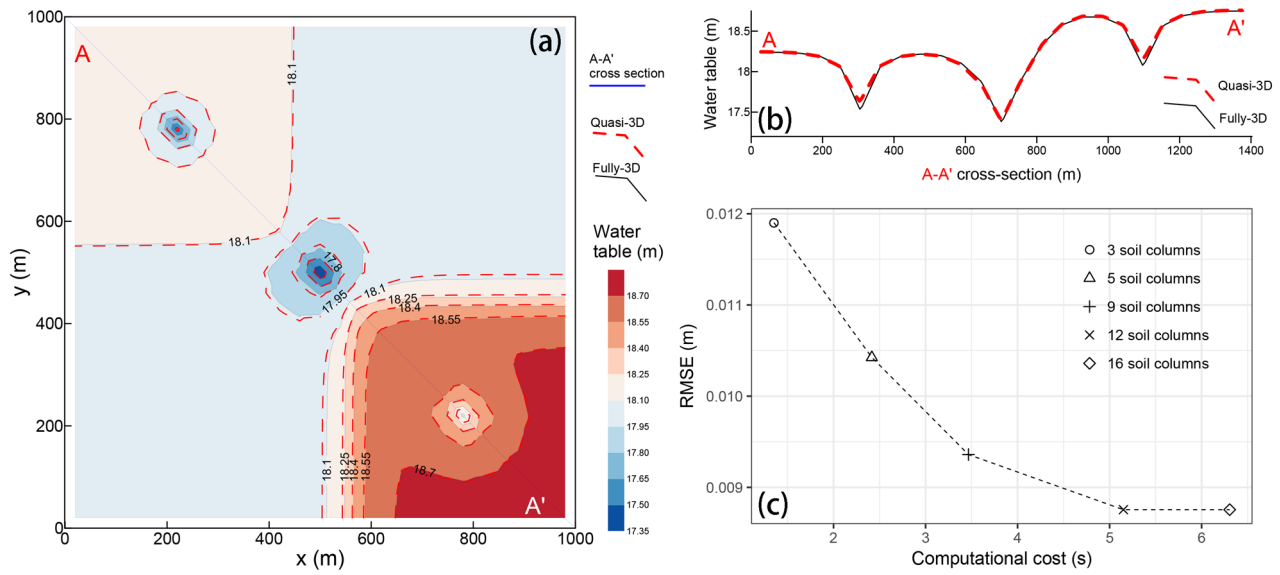 (a)
1000
800
600
400
200
0
y (m)
0
200
400
600
800
1000
x (m)
A
A'
18.1
18.1
17.8
17.95
18.1
18.25
18.4
18.55
18.1
18.25
18.4
18.55
18.7
A-A'
cross section
Quasi-3D
Fully-3D
Water
table (m)
18.70
18.55
18.40
18.25
18.10
17.95
17.80
17.65
17.50
17.35
(b)
Water table (m)
18.5
18
17.5
A
A'
Quasi-3D
Fully-3D
0
200
400
600
800
1000
1200
1400
A-A' cross-section (m)
(c)
RMSE (m)
0.012
0.011
0.010
0.009
3 soil columns
5 soil columns
9 soil columns
12 soil columns
16 soil columns
2
3
4
5
6
Computational cost (s)